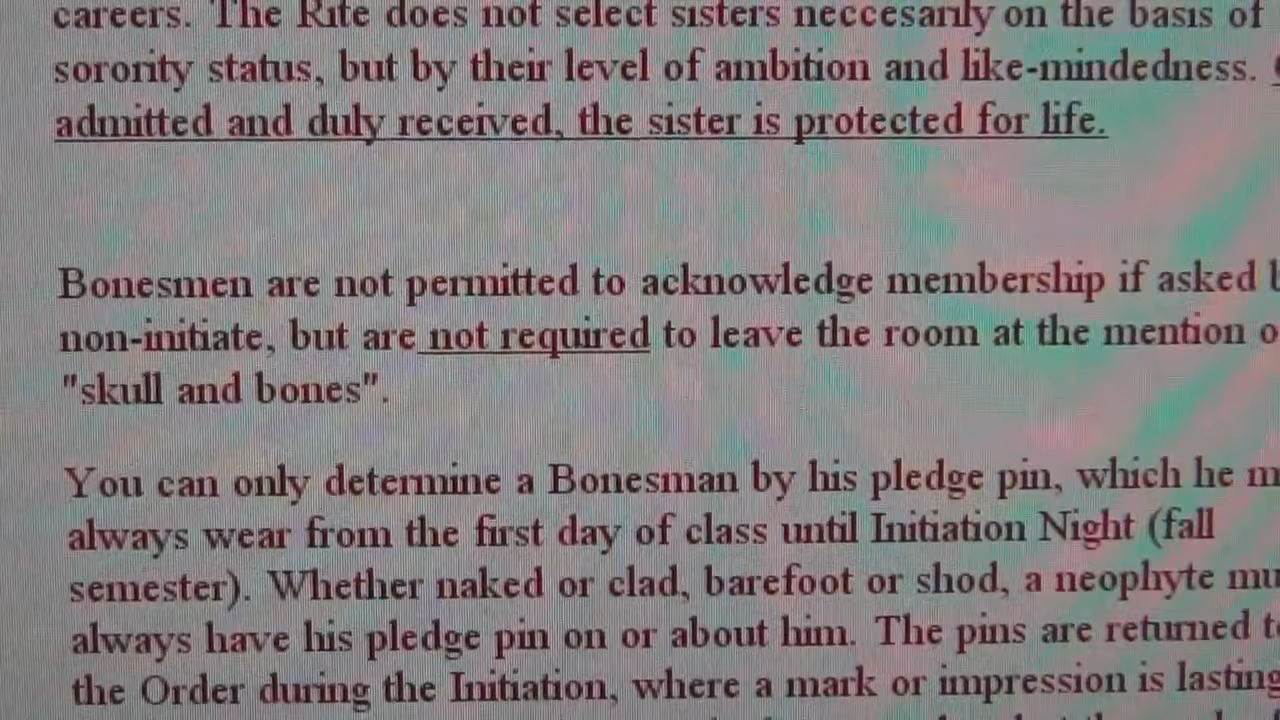 careers. The Rite does not select sisters neccesarily on the basis of
sorority status, but by their level of ambition and like-mindedness.
admitted and duly received, the sister is protected for life.
Bonesmen are not permitted to acknowledge membership if asked
non-initiate, but are not required to leave the room at the mention
"skull and bones".
You can only determine a Bonesman by his pledge pin, which he
always wear from the first day of class until Initiation Night (fall
semester). Whether naked or clad, barefoot or shod, a neophyte
always have his pledge pin on or about him. The pins are returned
the Order during the Initiation, where a mark or impression is lasting